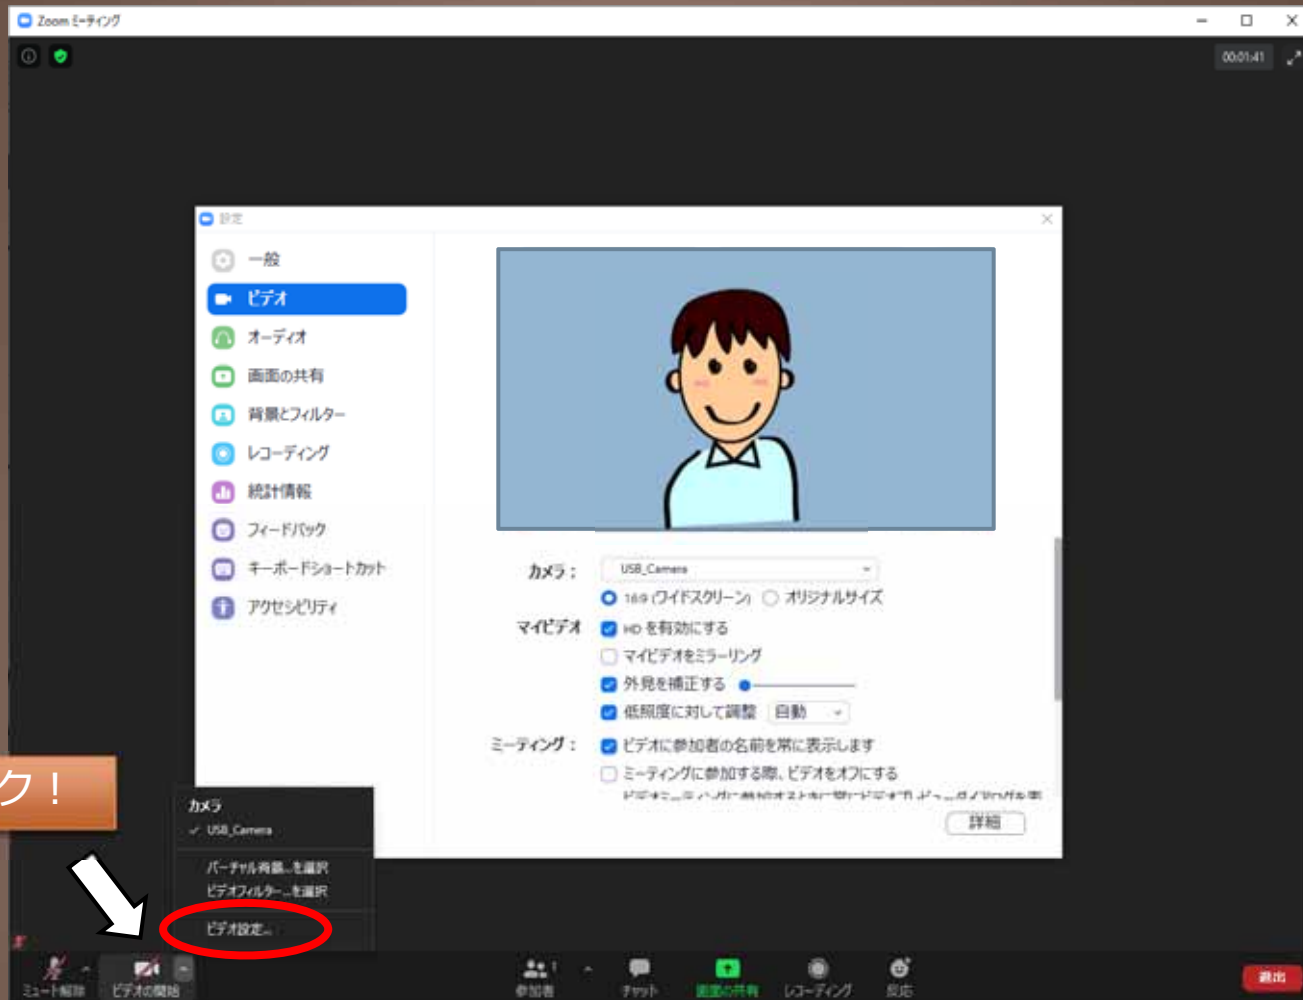 Zoom ミーティング
00:01:41
設定
一般
ビデオ
オーディオ
画面の共有
背景とフィルター
レコーディング
統計情報
フィードバック
キーボードショートカット
アクセシビリティ
カメラ：
USB_Camera
16:9 (ワイドスクリーン)
オリジナルサイズ
マイビデオ
HD を有効にする
マイビデオをミラーリング
外見を補正する
低照度に対して調整
自動
ミーティング：
ビデオに参加者の名前を常に表示します
ミーティングに参加する際、ビデオをオフにする
詳細
ク！
カメラ
USB_Camera
バーチャル背景...を選択
ビデオフィルター...を選択
ビデオ設定...
ミュート解除
ビデオの開始
1
参加者
チャット
画面の共有
レコーディング
反応
退出